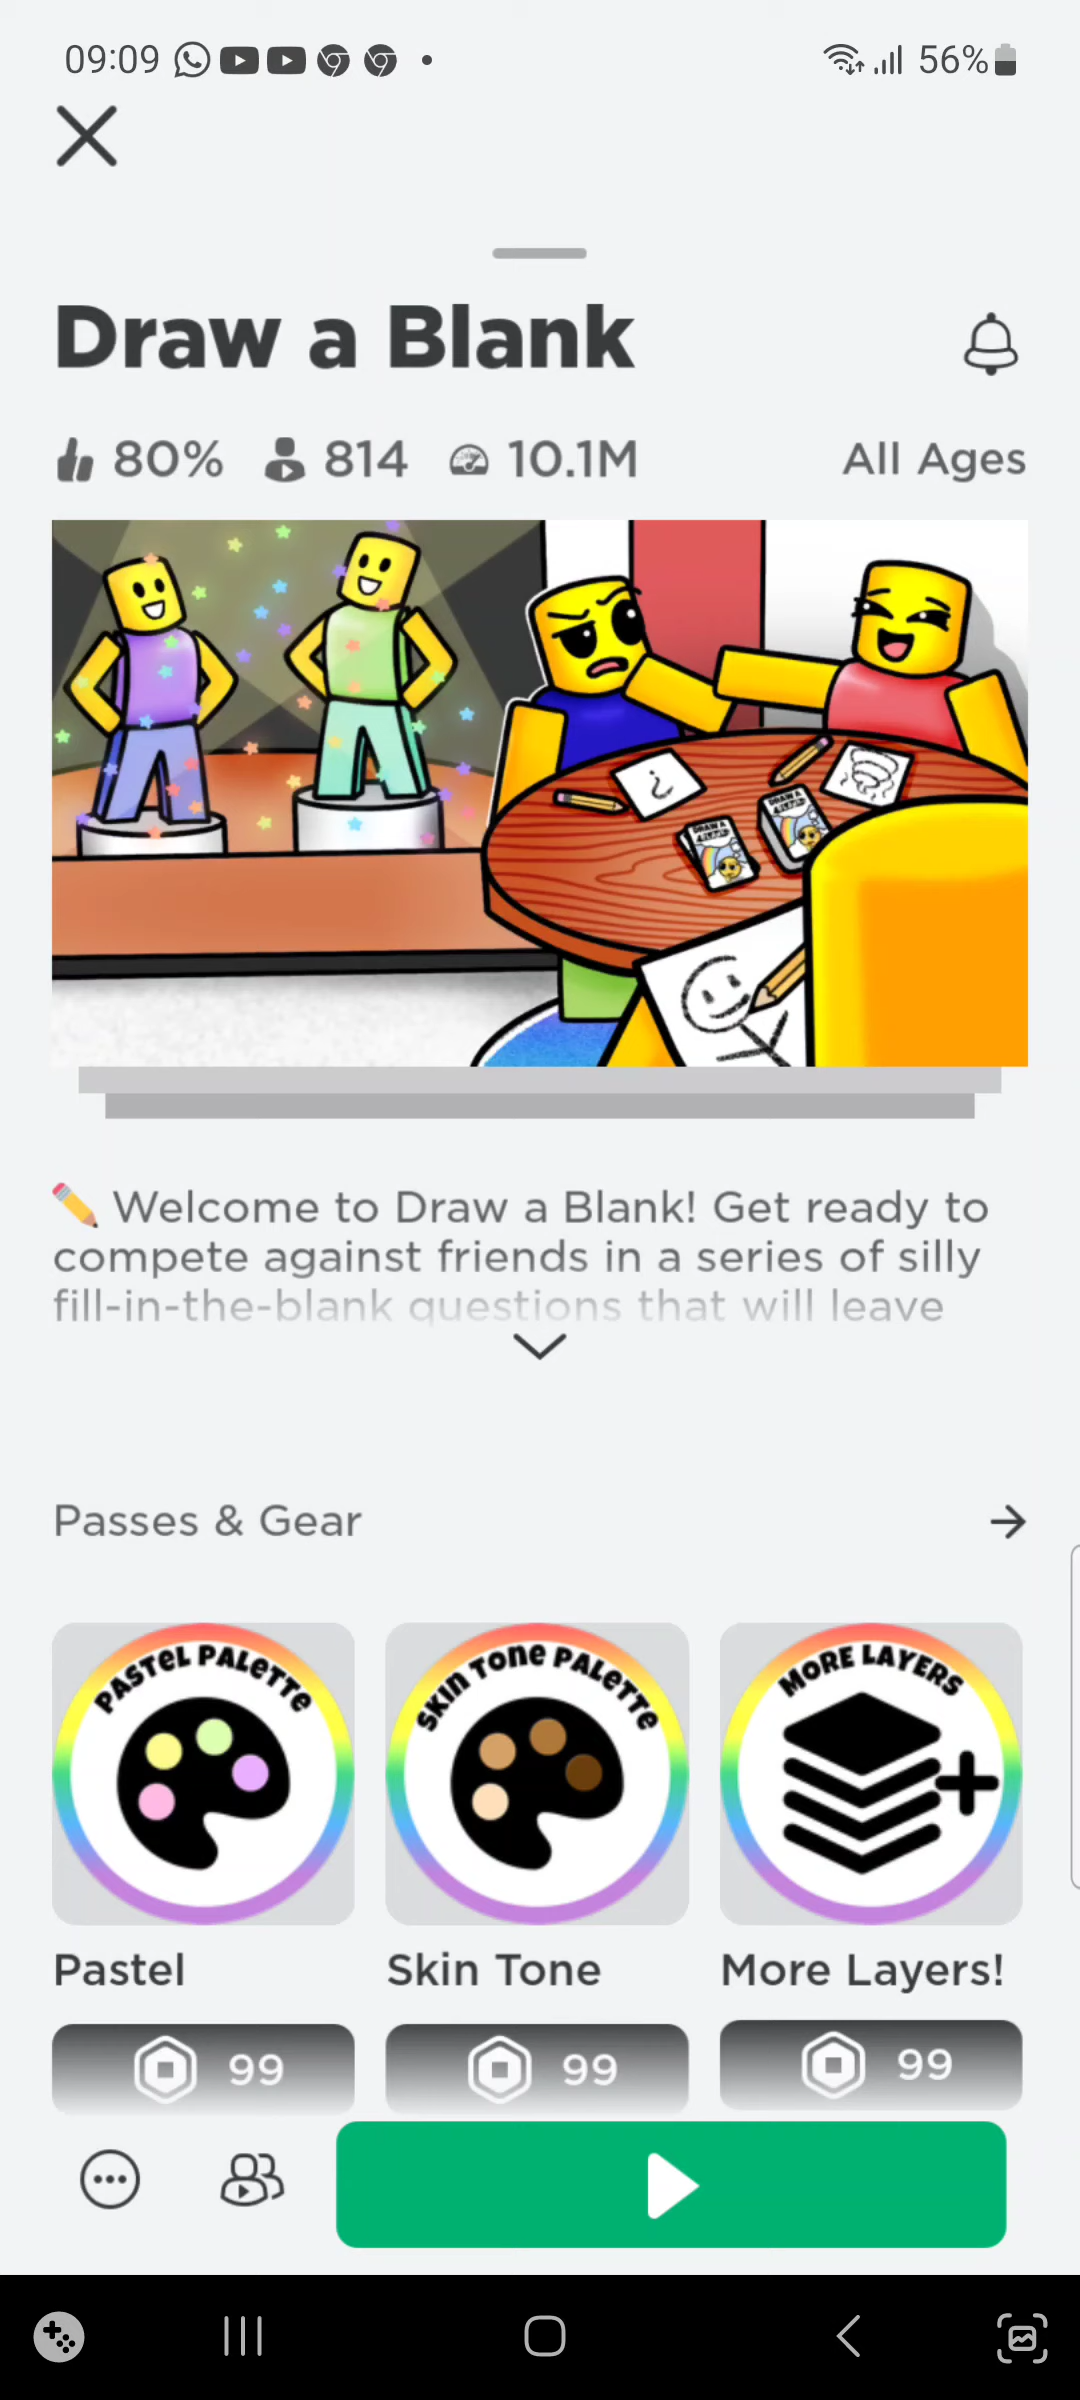 09:09 56%
Draw a Blank
80% 814 10.1M All Ages
DRAW A
DRAW A
✏️ Welcome to Draw a Blank! Get ready to
compete against friends in a series of silly
fill-in-the-blank questions that will leave
Passes & Gear
PASTEL PALETTE
SKIN TONE PALETTE
MORE LAYERS
Pastel Skin Tone More Layers!
99 99 99